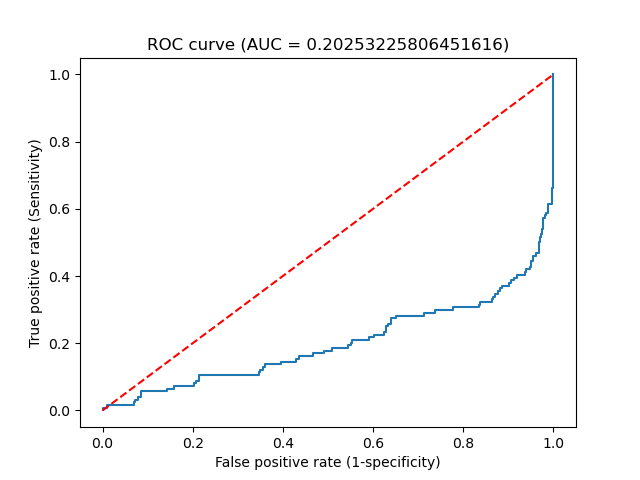 ROC curve (AUC = 0.20253225806451616)
True positive rate (Sensitivity)
1.0
0.8
0.6
0.4
0.2
0.0
0.0 0.2 0.4 0.6 0.8 1.0
False positive rate (1-specificity)